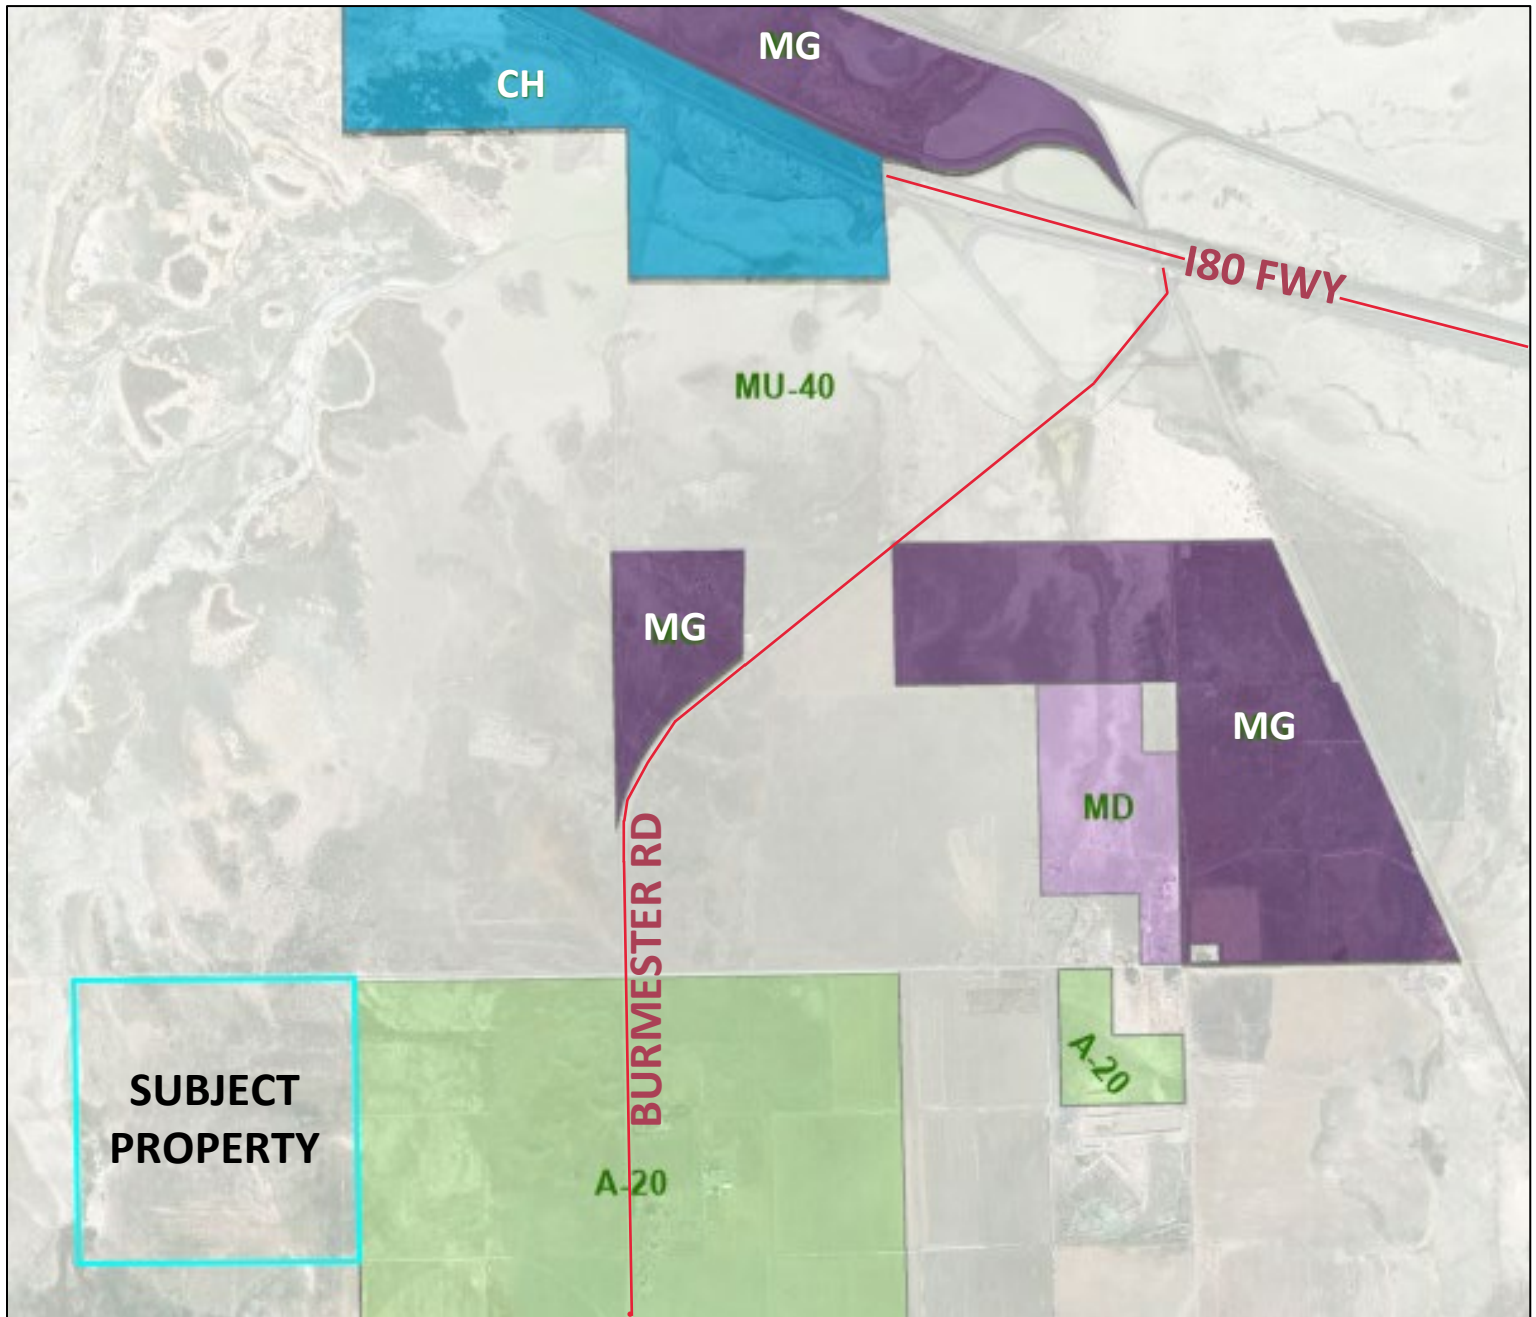 MG
CH
I80 FWY
MU-40
MG
MG
MD
BURMESTER RD
A-20
SUBJECT
PROPERTY
A-20